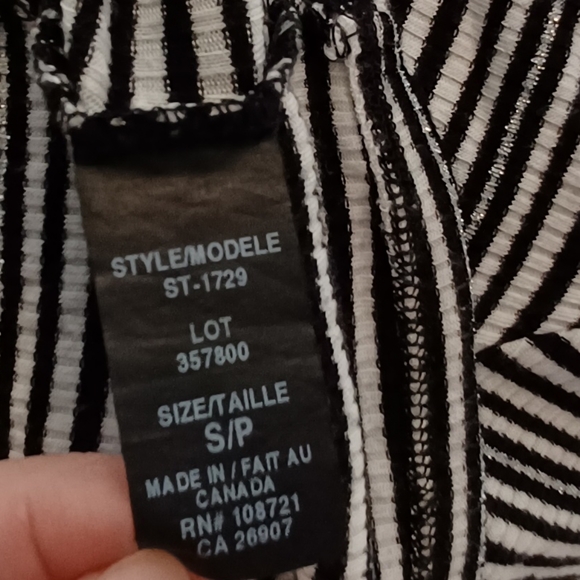 STYLE/MODELE
ST-1729
LOT
357800
SIZE/TAILLE
S/P
MADE IN / FAIT AU
CANADA
RN# 108721
CA 26907